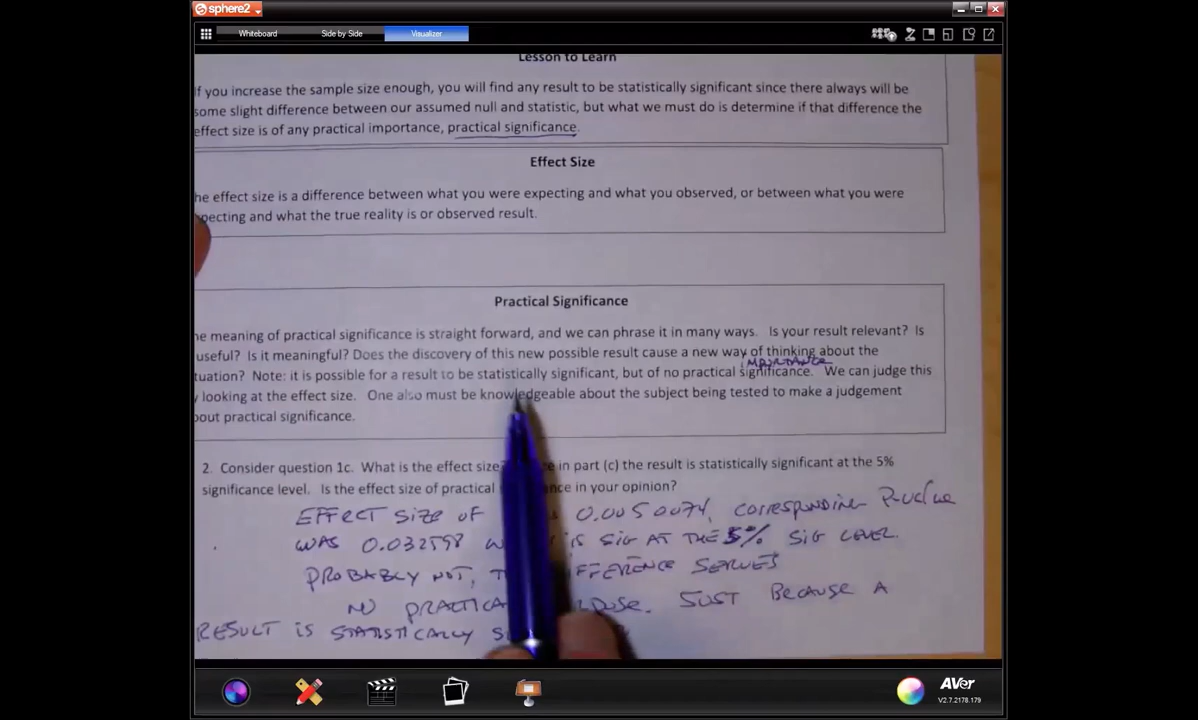 sphere2
Whiteboard Side by Side Visualizer
Lesson to Learn
If you increase the sample size enough, you will find any result to be statistically significant since there always will be
some slight difference between our assumed null and statistic, but what we must do is determine if that difference the
effect size is of any practical importance, practical significance.
Effect Size
he effect size is a difference between what you were expecting and what you observed, or between what you were
pecting and what the true reality is or observed result.
Practical Significance
he meaning of practical significance is straight forward, and we can phrase it in many ways. Is your result relevant? Is
useful? Is it meaningful? Does the discovery of this new possible result cause a new way of thinking about the
IMPORTANCE
tuation? Note: it is possible for a result to be statistically significant, but of no practical significance. We can judge this
y looking at the effect size. One also must be knowledgeable about the subject being tested to make a judgement
bout practical significance.
2. Consider question 1c. What is the effect size in part (c) the result is statistically significant at the 5%
significance level. Is the effect size of practical in your opinion?
EFFECT SIZE OF 0.0050074, CORRESPONDING P-value
WAS 0.032598 IS SIG AT THE 5% SIG LEVEL.
PROBABLY NOT, DIFFERENCE SERVES
NO BECAUSE A
RESULT IS STATISTICALLY
AVer
V2.7.2178.179